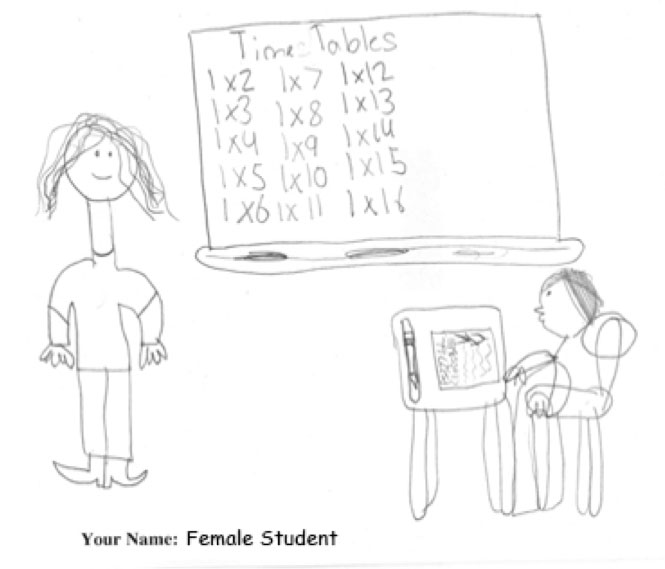 Times Tables
1x2 1x7 1x12
1x3 1x8 1x13
1x4 1x9 1x14
1x5 1x10 1x15
1x6 1x11 1x16
Your Name: Female Student